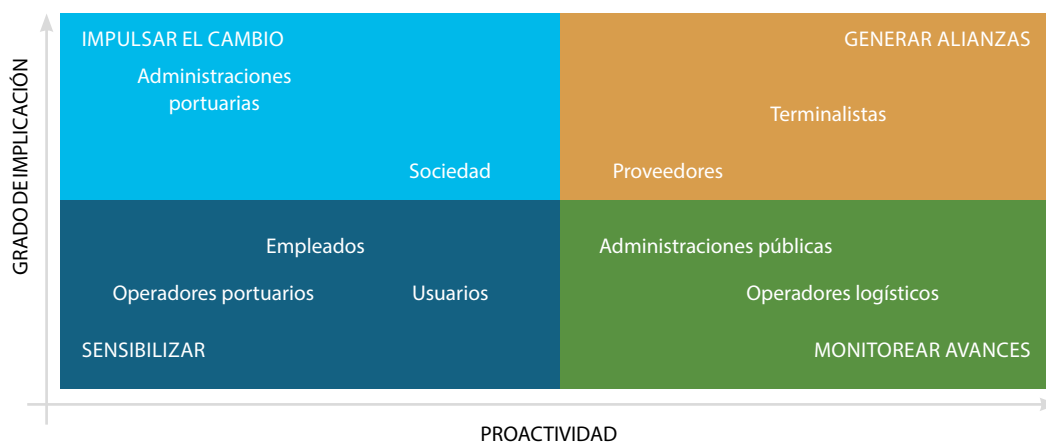 GRADO DE IMPLICACIÓN
IMPULSAR EL CAMBIO
Administraciones
portuarias
Sociedad
GENERAR ALIANZAS
Terminalistas
Proveedores
Empleados
Operadores portuarios
Usuarios
SENSIBILIZAR
Administraciones públicas
Operadores logísticos
MONITOREAR AVANCES
PROACTIVIDAD